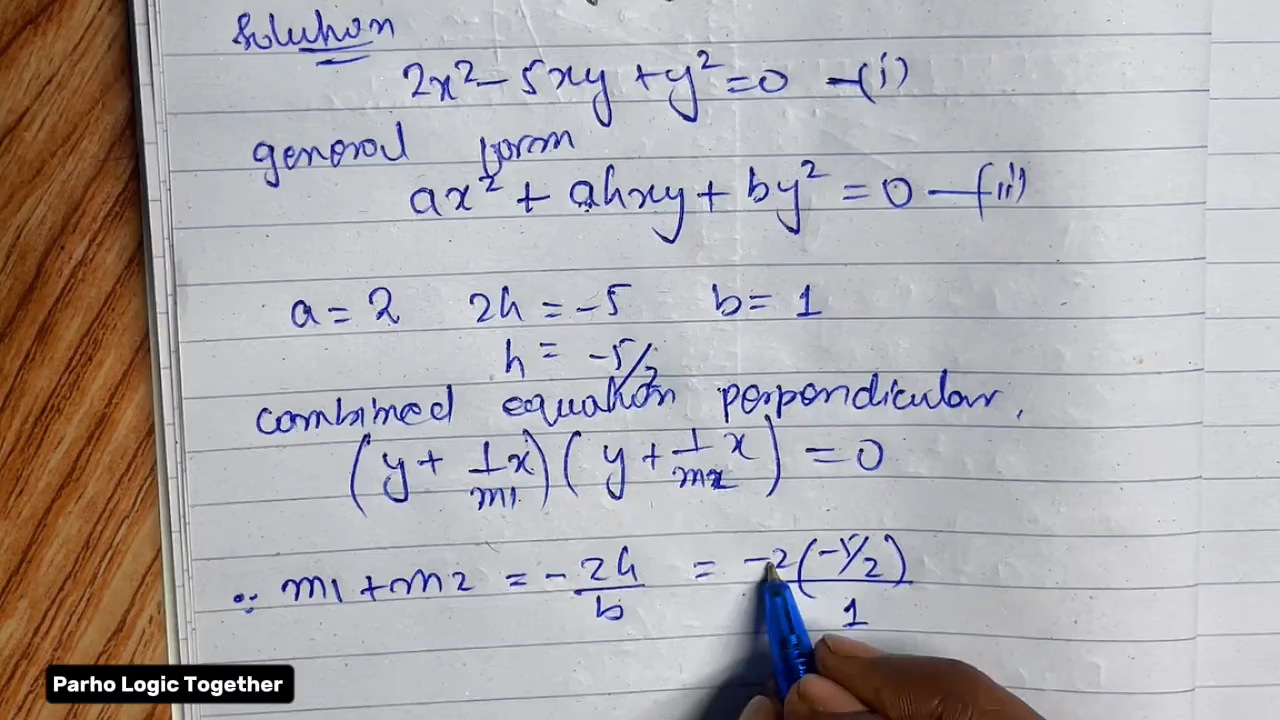 Solution
2x² - 5xy + y² = 0 —(i)
general form
ax² + 2hxy + by² = 0 —(ii)
a = 2 2h = -5 b = 1
h = -5/2
combined equation perpendicular,
(y + 1/m1 x) (y + 1/m2 x) = 0
∵ m1 + m2 = -2h/b = -2(-5/2)/1
Parho Logic Together